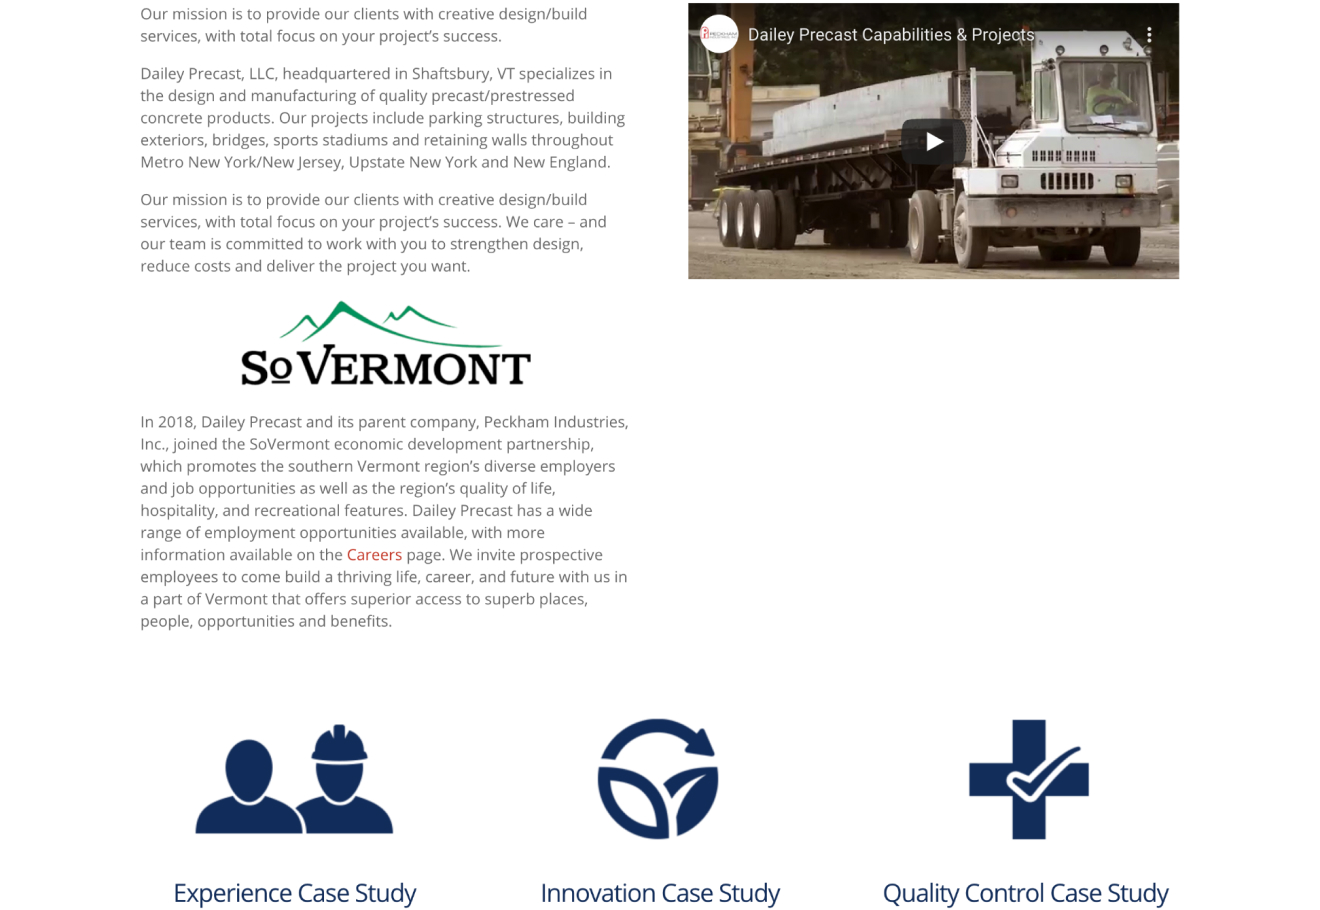 Our mission is to provide our clients with creative design/build
services, with total focus on your project’s success.
Dailey Precast, LLC, headquartered in Shaftsbury, VT specializes in
the design and manufacturing of quality precast/prestressed
concrete products. Our projects include parking structures, building
exteriors, bridges, sports stadiums and retaining walls throughout
Metro New York/New Jersey, Upstate New York and New England.
Our mission is to provide our clients with creative design/build
services, with total focus on your project’s success. We care – and
our team is committed to work with you to strengthen design,
reduce costs and deliver the project you want.
SoVERMONT
In 2018, Dailey Precast and its parent company, Peckham Industries,
Inc., joined the SoVermont economic development partnership,
which promotes the southern Vermont region’s diverse employers
and job opportunities as well as the region’s quality of life,
hospitality, and recreational features. Dailey Precast has a wide
range of employment opportunities available, with more
information available on the Careers page. We invite prospective
employees to come build a thriving life, career, and future with us in
a part of Vermont that offers superior access to superb places,
people, opportunities and benefits.
PECKHAM
Dailey Precast Capabilities & Projects
Experience Case Study
Innovation Case Study
Quality Control Case Study